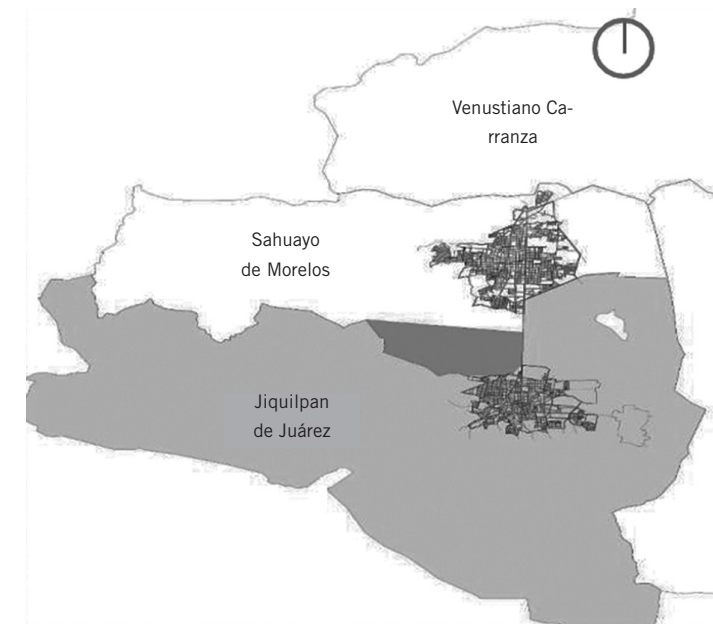 Venustiano Ca-
rranza
Sahuayo
de Morelos
Jiquilpan
de Juárez